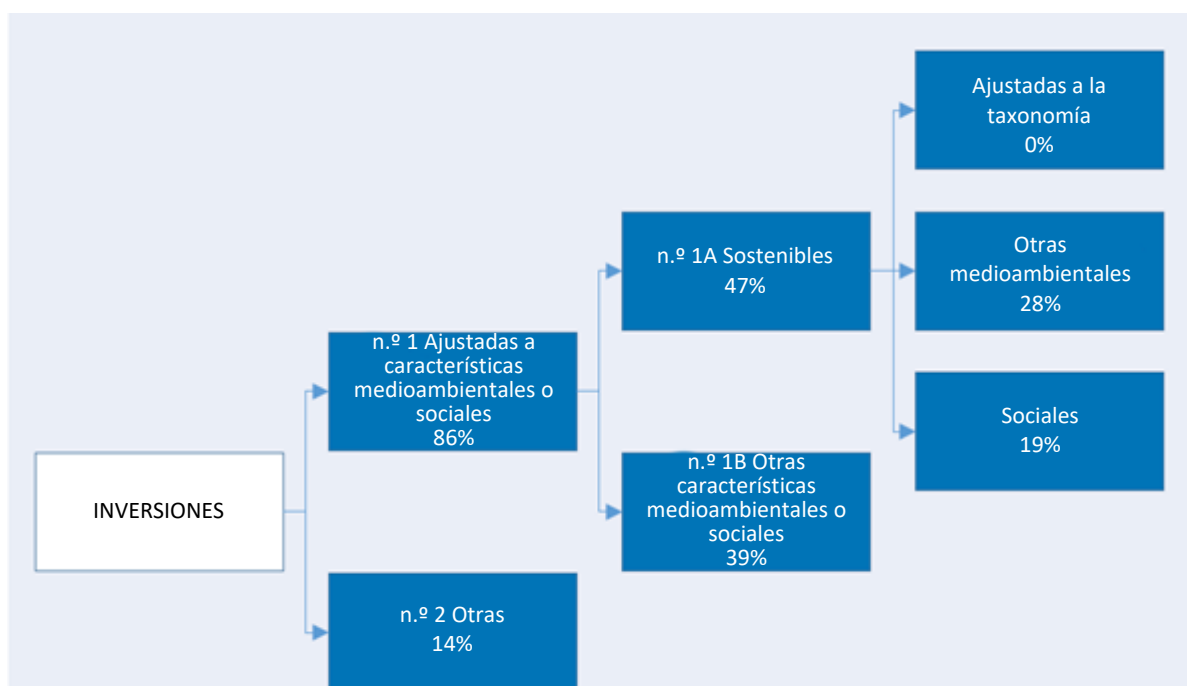 INVERSIONES
n.º 1 Ajustadas a
características
medioambientales o
sociales
86%
n.º 2 Otras
14%
n.º 1A Sostenibles
47%
n.º 1B Otras
características
medioambientales o
sociales
39%
Ajustadas a la
taxonomía
0%
Otras
medioambientales
28%
Sociales
19%